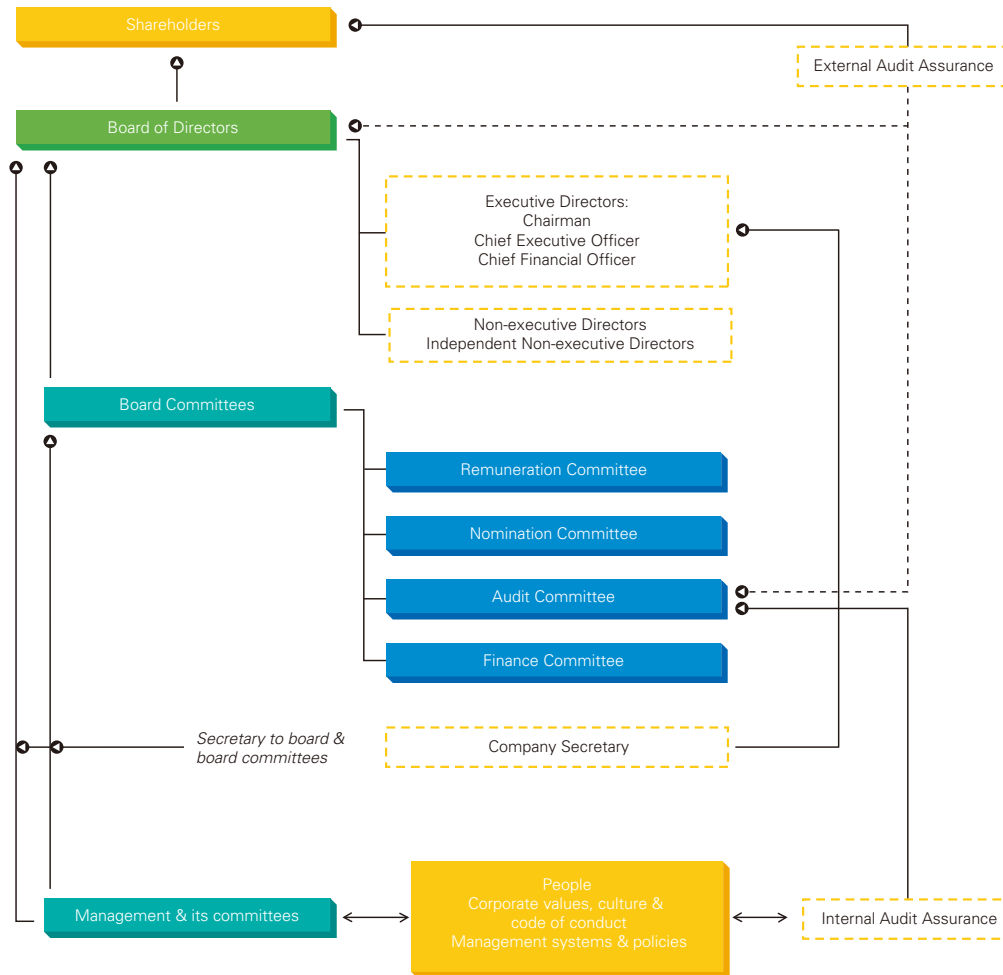 Shareholders
External Audit Assurance
Board of Directors
Executive Directors:
Chairman
Chief Executive Officer
Chief Financial Officer
Non-executive Directors
Independent Non-executive Directors
Board Committees
Remuneration Committee
Nomination Committee
Audit Committee
Finance Committee
Secretary to board &
board committees
Company Secretary
People
Corporate values, culture &
code of conduct
Management systems & policies
Management & its committees
Internal Audit Assurance